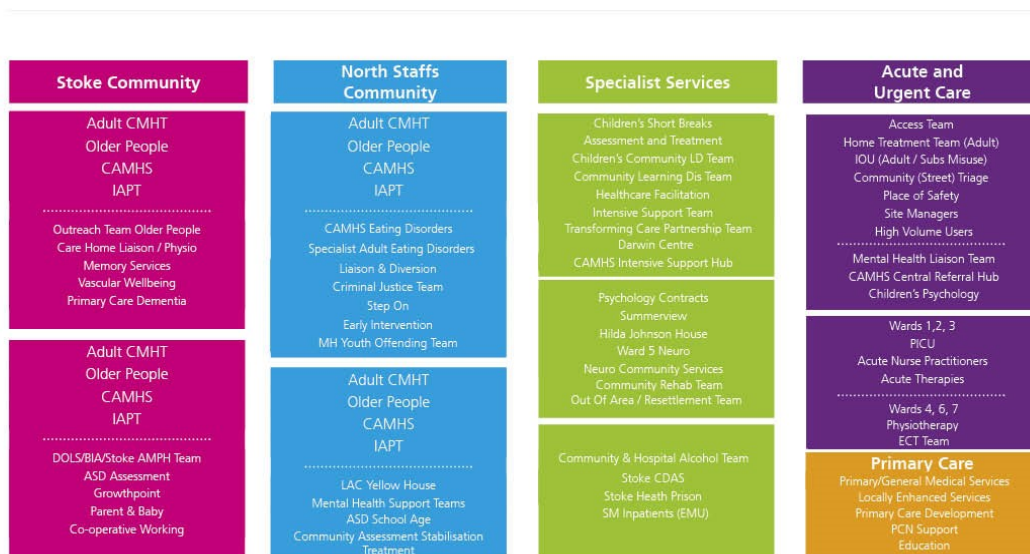 Stoke Community
Adult CMHT
Older People
CAMHS
IAPT
Outreach Team Older People
Care Home Liaison / Physio
Memory Services
Vascular Wellbeing
Primary Care Dementia
Adult CMHT
Older People
CAMHS
IAPT
DOLS/BIA/Stoke AMPH Team
ASD Assessment
Growthpoint
Parent & Baby
Co-operative Working
North Staffs
Community
Adult CMHT
Older People
CAMHS
IAPT
CAMHS Eating Disorders
Specialist Adult Eating Disorders
Liaison & Diversion
Criminal Justice Team
Step On
Early Intervention
MH Youth Offending Team
Adult CMHT
Older People
CAMHS
IAPT
LAC Yellow House
Mental Health Support Teams
ASD School Age
Community Assessment Stabilisation
Treatment
Specialist Services
Children's Short Breaks
Assessment and Treatment
Children's Community LD Team
Community Learning Dis Team
Healthcare Facilitation
Intensive Support Team
Transforming Care Partnership Team
Darwin Centre
CAMHS Intensive Support Hub
Psychology Contracts
Summerview
Hilda Johnson House
Ward 5 Neuro
Neuro Community Services
Community Rehab Team
Out Of Area / Resettlement Team
Community & Hospital Alcohol Team
Stoke CDAS
Stoke Heath Prison
SM Inpatients (EMU)
Acute and
Urgent Care
Access Team
Home Treatment Team (Adult)
IOU (Adult / Subs Misuse)
Community (Street) Triage
Place of Safety
Site Managers
High Volume Users
Mental Health Liaison Team
CAMHS Central Referral Hub
Children's Psychology
Wards 1,2, 3
PICU
Acute Nurse Practitioners
Acute Therapies
Wards 4, 6, 7
Physiotherapy
ECT Team
Primary Care
Primary/General Medical Services
Locally Enhanced Services
Primary Care Development
PCN Support
Education